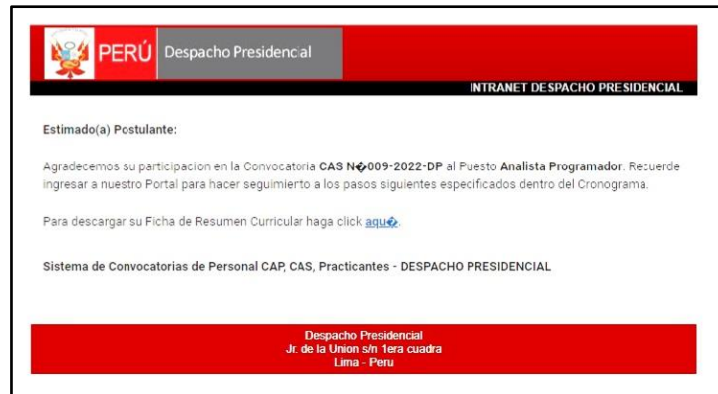 PERÚ Despacho Presidencial
INTRANET DESPACHO PRESIDENCIAL
Estimado(a) Postulante:
Agradecemos su participacion en la Convocatoria CAS N�009-2022-DP al Puesto Analista Programador. Recuerde
ingresar a nuestro Portal para hacer seguimiento a los pasos siguientes especificados dentro del Cronograma.
Para descargar su Ficha de Resumen Curricular haga click aqu�.
Sistema de Convocatorias de Personal CAP, CAS, Practicantes - DESPACHO PRESIDENCIAL
Despacho Presidencial
Jr. de la Union s/n 1era cuadra
Lima - Peru